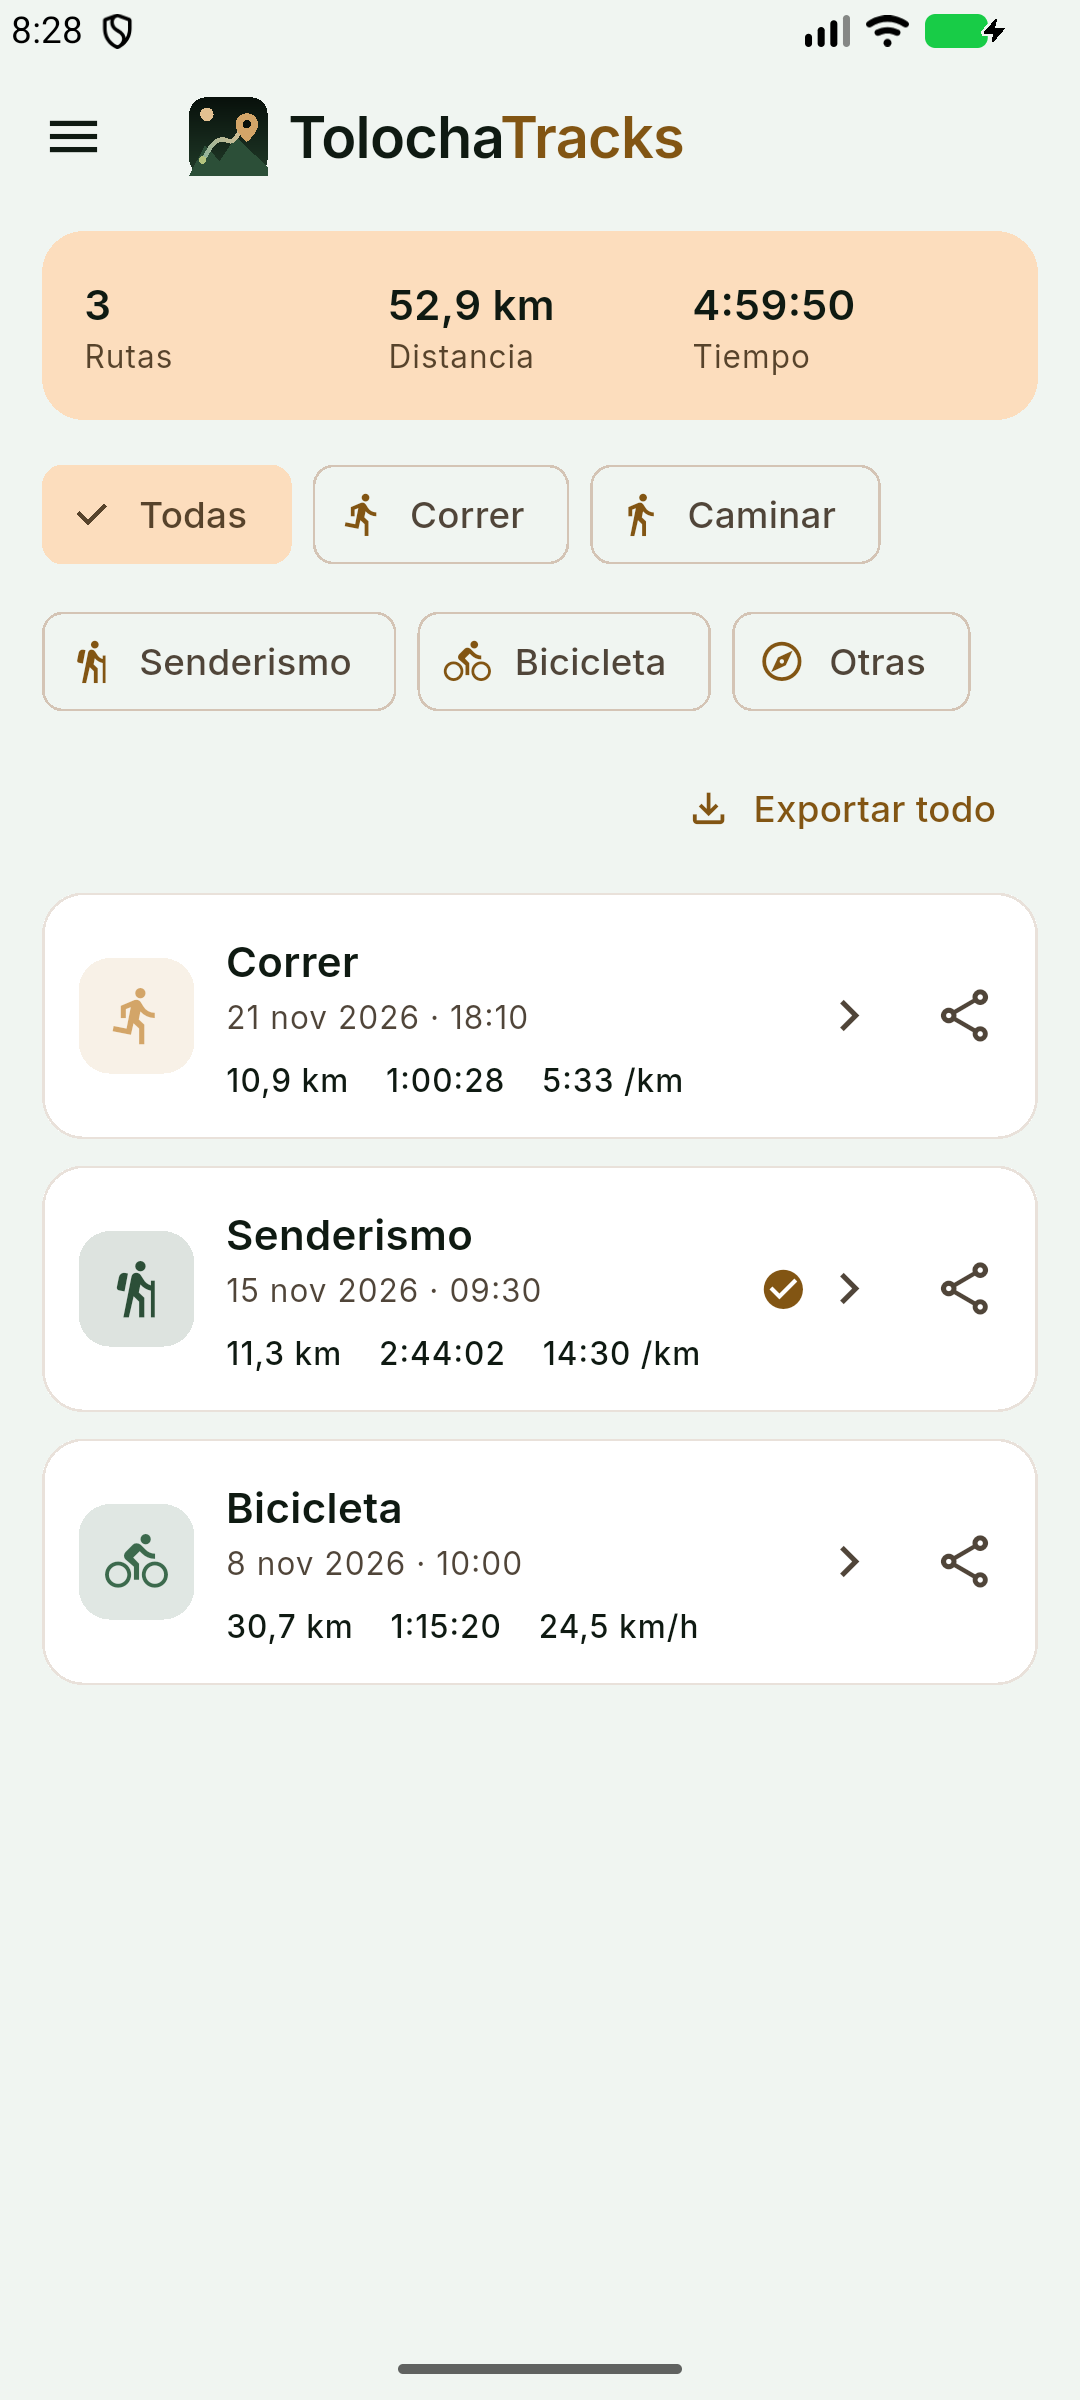 8:28
TolochaTracks
3 52,9 km 4:59:50
Rutas Distancia Tiempo
Todas Correr Caminar
Senderismo Bicicleta Otras
Exportar todo
Correr
21 nov 2026 · 18:10
10,9 km 1:00:28 5:33 /km
Senderismo
15 nov 2026 · 09:30
11,3 km 2:44:02 14:30 /km
Bicicleta
8 nov 2026 · 10:00
30,7 km 1:15:20 24,5 km/h